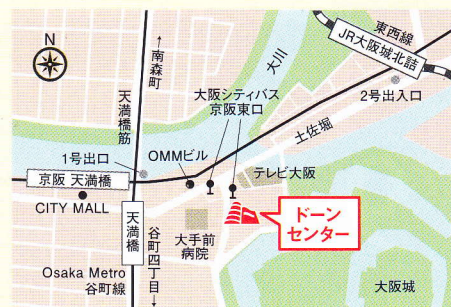 N
東西線
JR大阪城北詰
↑南森町
大川
天満橋筋
大阪シティバス
京阪東口
2号出入口
土佐堀
1号出口
OMMビル
テレビ大阪
京阪 天満橋
CITY MALL
天満橋
ドーン
センター
大手前
病院
谷町四丁目↓
Osaka Metro
谷町線
大阪城